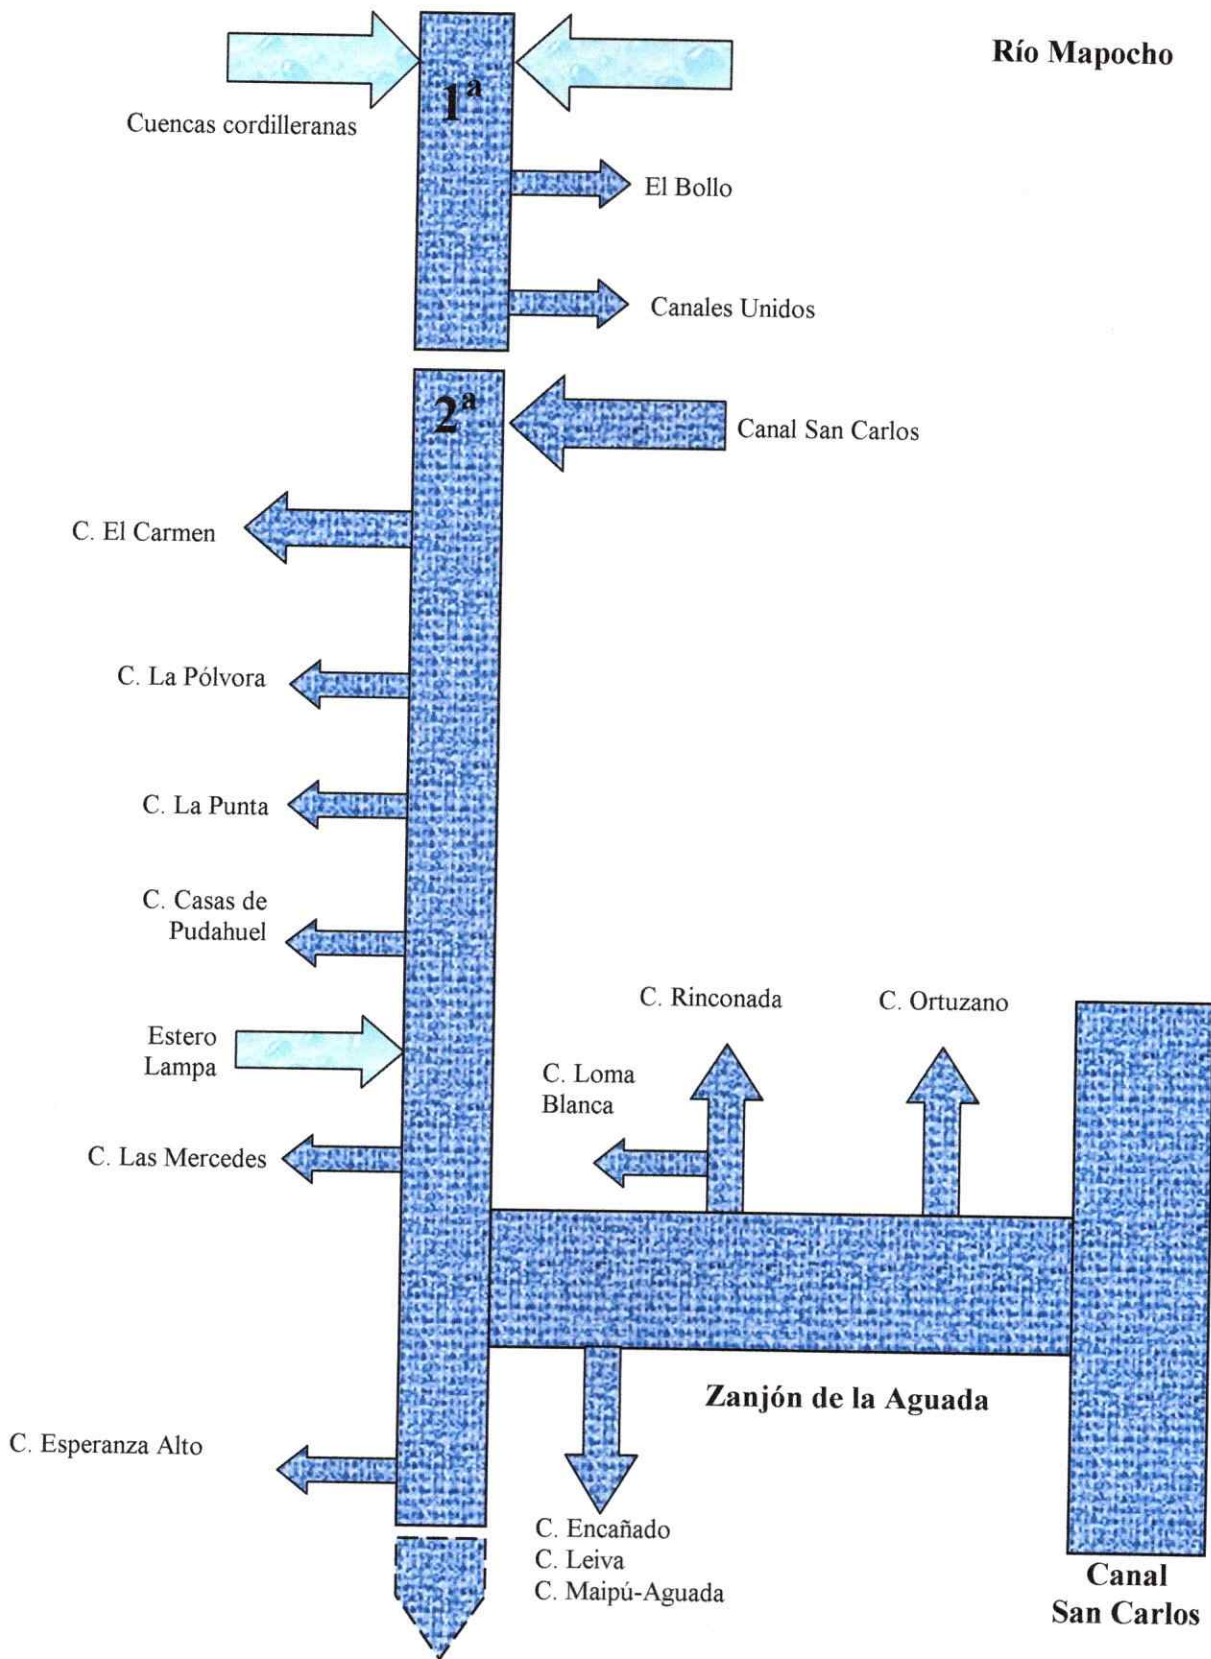 Río Mapocho
1ª
Cuencas cordilleranas
El Bollo
Canales Unidos
2ª
Canal San Carlos
C. El Carmen
C. La Pólvora
C. La Punta
C. Casas de
Pudahuel
C. Rinconada
C. Ortuzano
Estero
Lampa
C. Loma
Blanca
C. Las Mercedes
Zanjón de la Aguada
C. Esperanza Alto
C. Encañado
C. Leiva
C. Maipú-Aguada
Canal
San Carlos